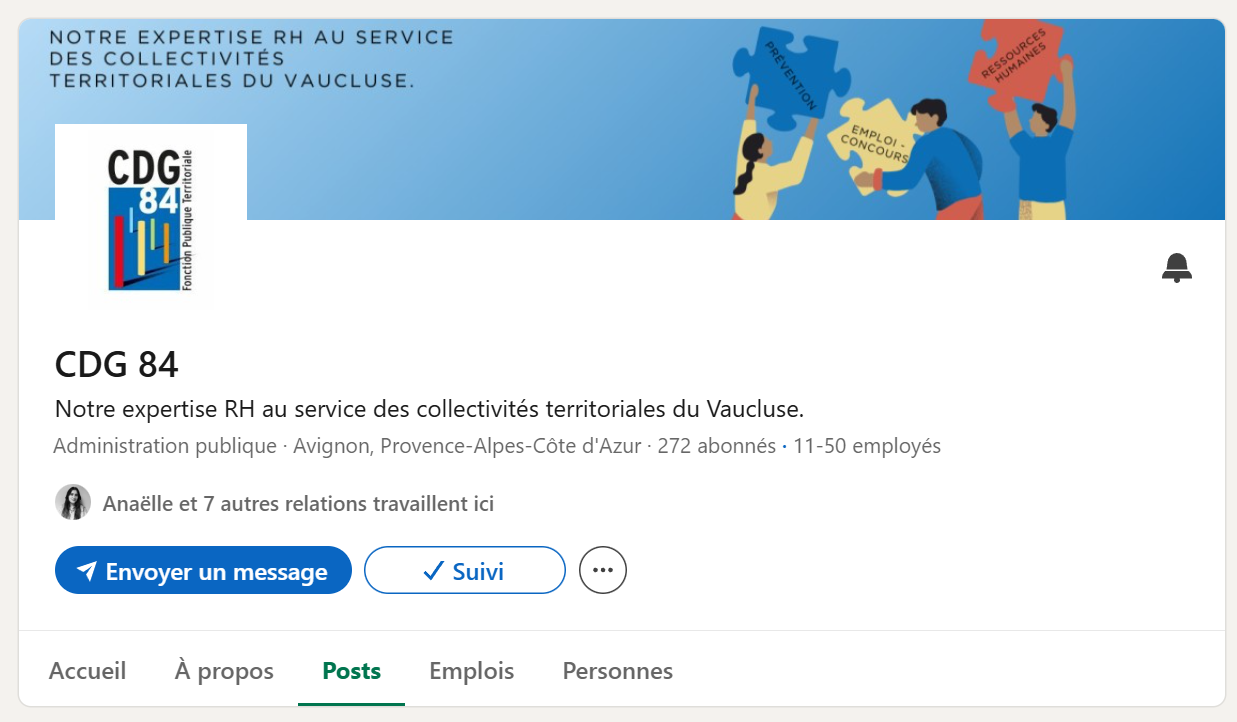 NOTRE EXPERTISE RH AU SERVICE
DES COLLECTIVITÉS
TERRITORIALES DU VAUCLUSE.
PRÉVENTION
EMPLOI -
CONCOURS
RESSOURCES
HUMAINES
CDG
84
Fonction Publique Territoriale
CDG 84
Notre expertise RH au service des collectivités territoriales du Vaucluse.
Administration publique · Avignon, Provence-Alpes-Côte d'Azur · 272 abonnés · 11-50 employés
Anaëlle et 7 autres relations travaillent ici
Envoyer un message
Suivi
Accueil
À propos
Posts
Emplois
Personnes